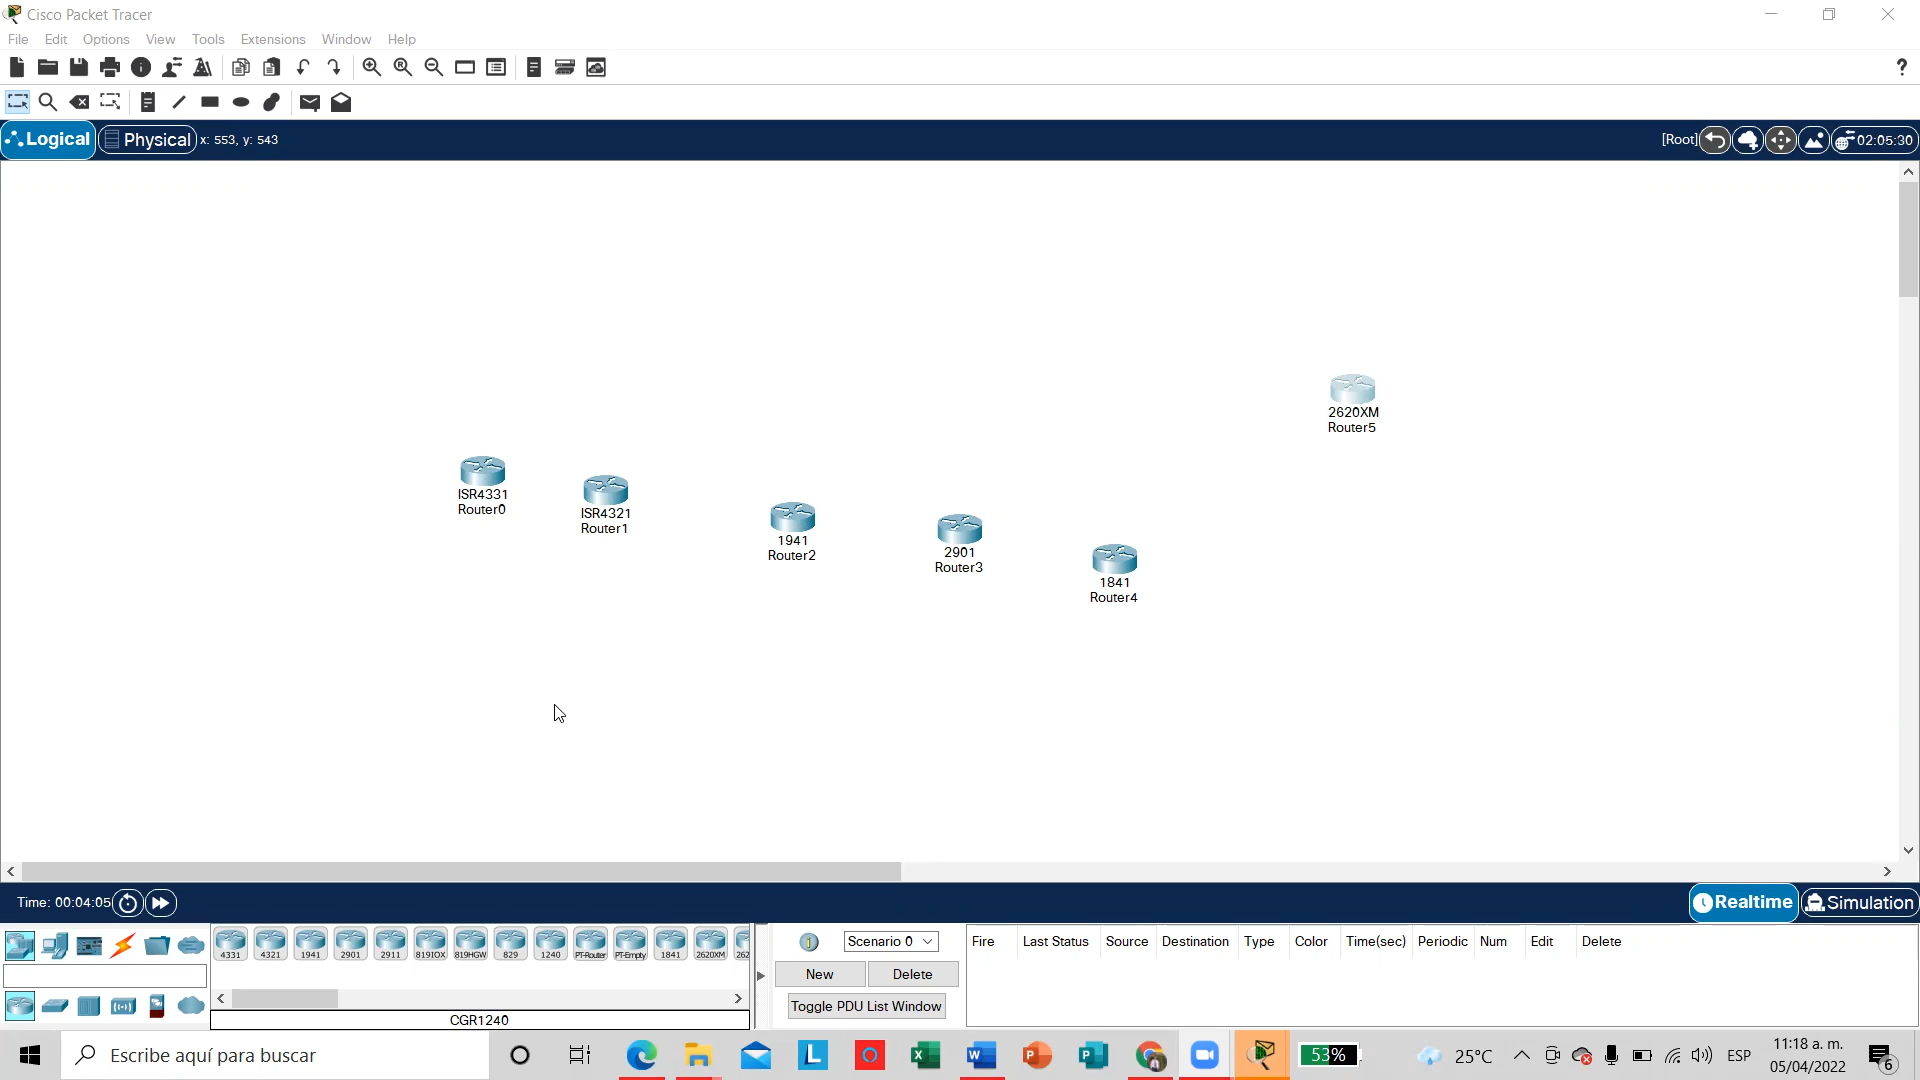 Cisco Packet Tracer
File Edit Options View Tools Extensions Window Help
Logical Physical x: 553, y: 543 [Root] 02:05:30
2620XM
Router5
ISR4331
Router0
ISR4321
Router1
1941
Router2
2901
Router3
1841
Router4
Time: 00:04:05 Realtime Simulation
4331 4321 1941 2901 2911 819IOX 819HGW 829 1240 PT-Router PT-Empty 1841 2620XM 262
Scenario 0
Fire Last Status Source Destination Type Color Time(sec) Periodic Num Edit Delete
New Delete
Toggle PDU List Window
CGR1240
Escribe aquí para buscar 53% 25°C ESP 11:18 a. m.
05/04/2022 6